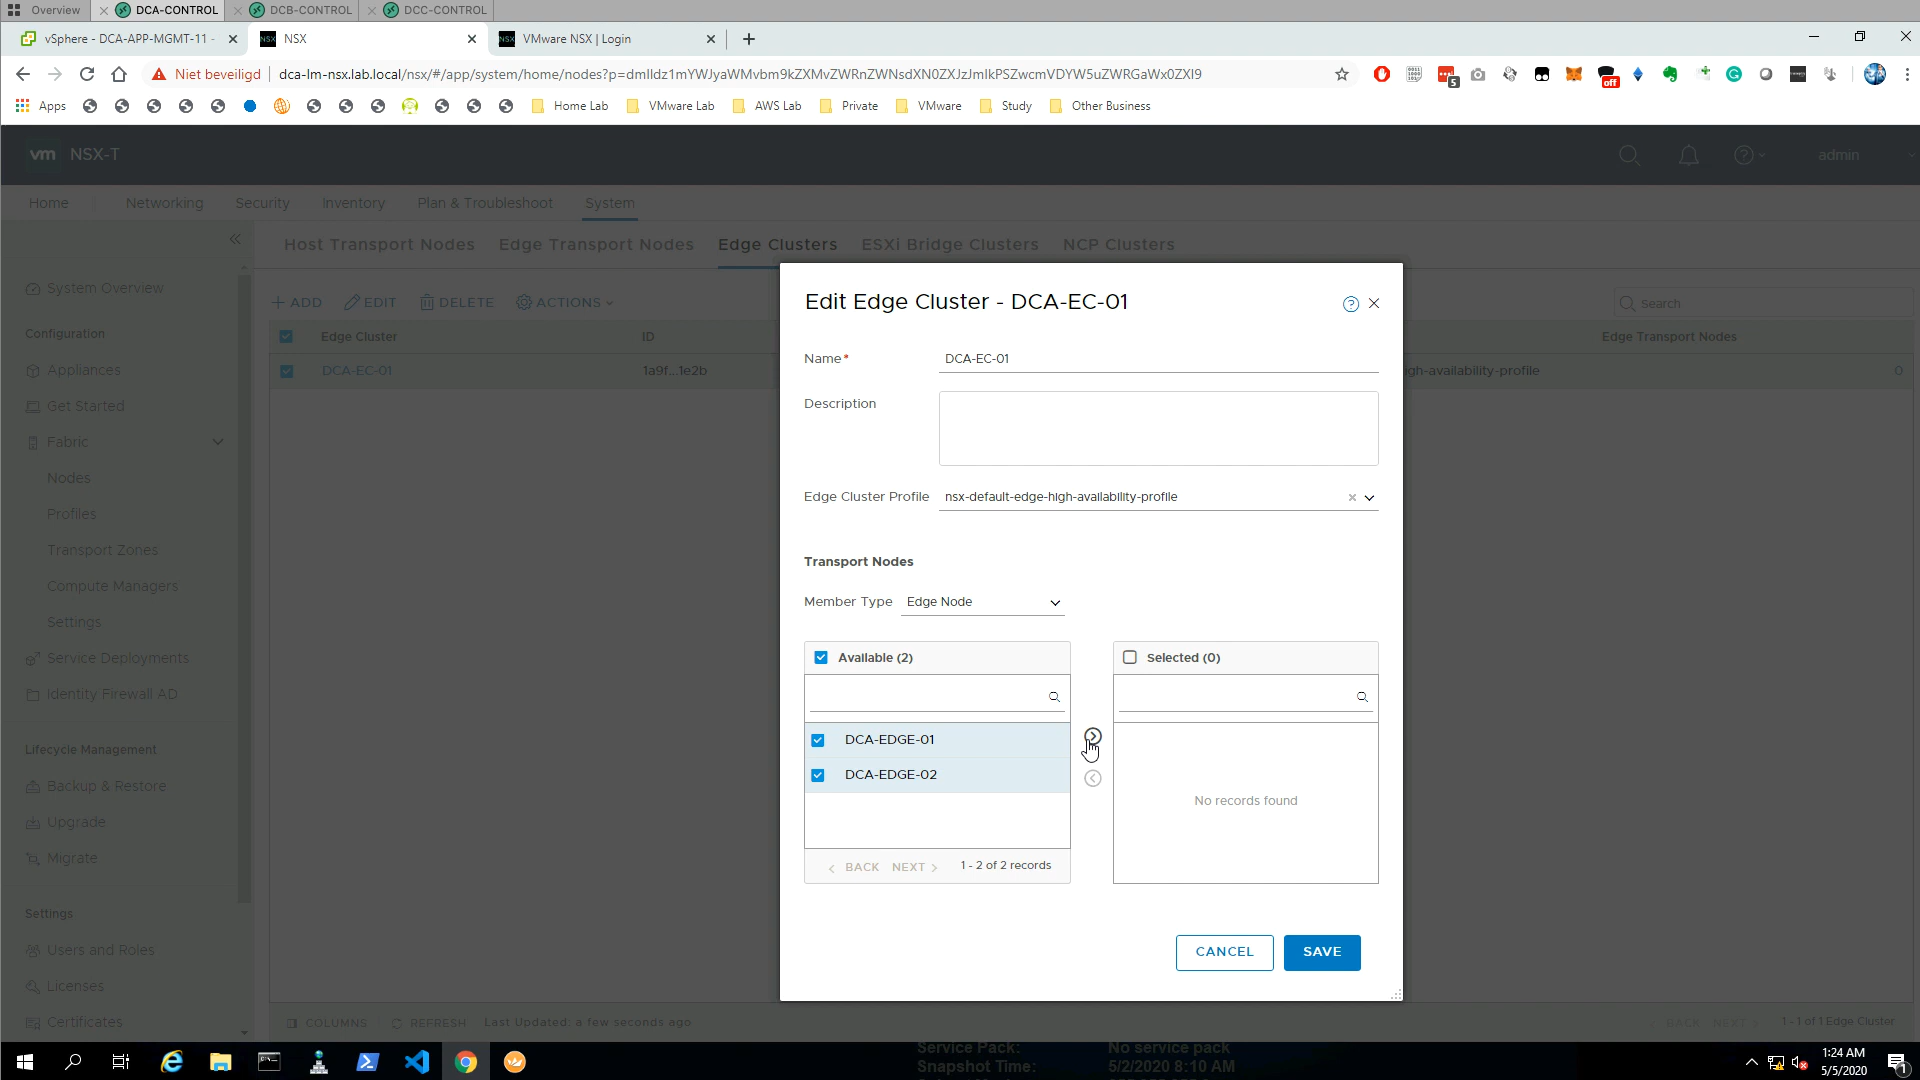 Overview
DCA-CONTROL
DCB-CONTROL
DCC-CONTROL
vSphere - DCA-APP-MGMT-11 -
NSX
VMware NSX | Login
Niet beveiligd
dca-lm-nsx.lab.local/nsx/#/app/system/home/nodes?p=dmlldz1mYWJyaWMvbm9kZXMvZWRnZWNsdXN0ZXJzJmlkPSZwcmVDYW5uZWRGaWx0ZXI9
5
off
Apps
Home Lab
VMware Lab
AWS Lab
Private
VMware
Study
Other Business
vm NSX-T
admin
Home
Networking
Security
Inventory
Plan & Troubleshoot
System
Host Transport Nodes
Edge Transport Nodes
Edge Clusters
ESXi Bridge Clusters
NCP Clusters
System Overview
Configuration
Appliances
Get Started
Fabric
Nodes
Profiles
Transport Zones
Compute Managers
Settings
Service Deployments
Identity Firewall AD
Lifecycle Management
Backup & Restore
Upgrade
Migrate
Settings
Users and Roles
Licenses
Certificates
+ ADD
EDIT
DELETE
ACTIONS
Search
Edge Cluster
ID
Edge Transport Nodes
DCA-EC-01
1a9f...1e2b
igh-availability-profile
0
Edit Edge Cluster - DCA-EC-01
Name*
DCA-EC-01
Description
Edge Cluster Profile
nsx-default-edge-high-availability-profile
Transport Nodes
Member Type
Edge Node
Available (2)
DCA-EDGE-01
DCA-EDGE-02
BACK
NEXT
1 - 2 of 2 records
Selected (0)
No records found
CANCEL
SAVE
COLUMNS
REFRESH
Last Updated: a few seconds ago
BACK
NEXT
1 - 1 of 1 Edge Cluster
Service Pack:
No service pack
Snapshot Time:
5/2/2020 8:10 AM
1:24 AM
5/5/2020
1